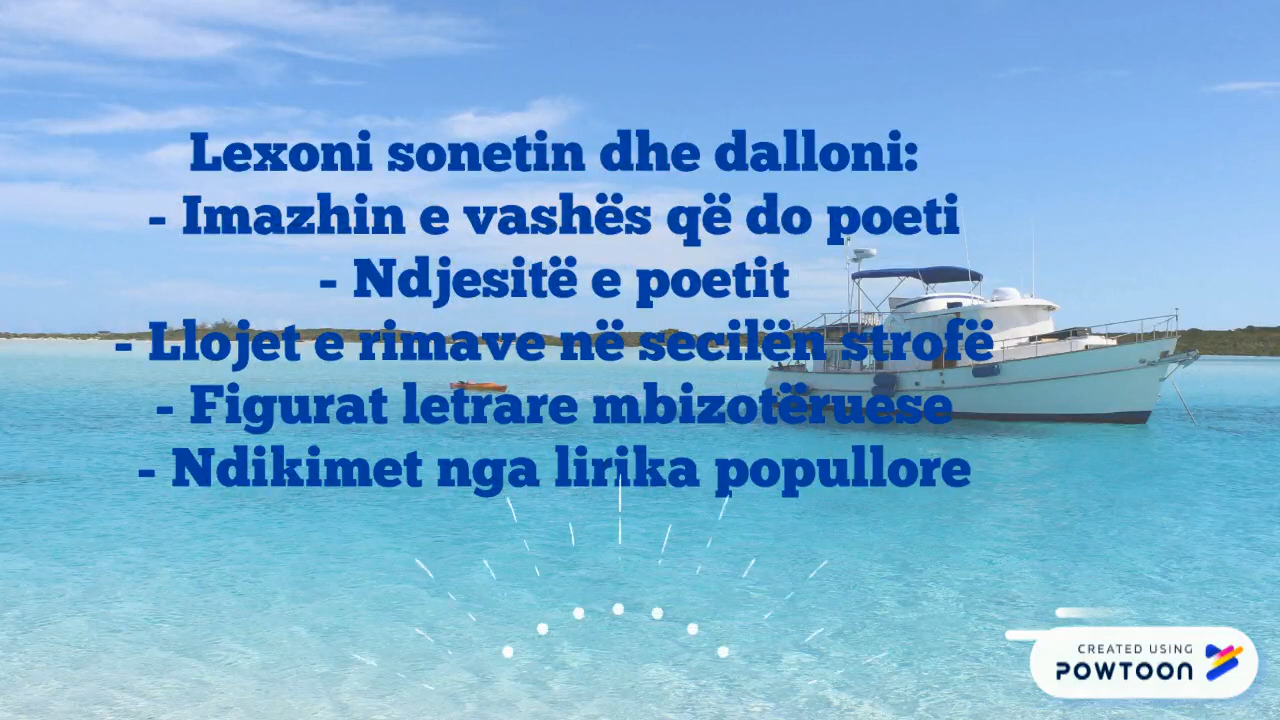 Lexoni sonetin dhe dalloni:
- Imazhin e vashës që do poeti
- Ndjesitë e poetit
- Llojet e rimave në secilën strofë
- Figurat letrare mbizotëruese
- Ndikimet nga lirika popullore
CREATED USING
POWTOON